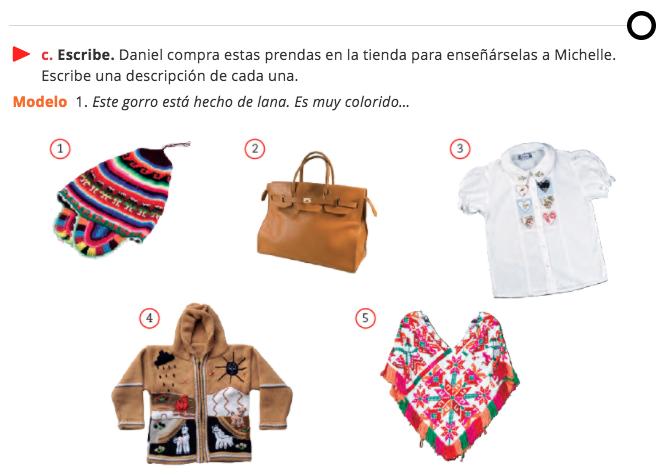 c. Escribe. Daniel compra estas prendas en la tienda para enseñárselas a Michelle.
Escribe una descripción de cada una.
Modelo 1. Este gorro está hecho de lana. Es muy colorido...
1
2
3
4
5